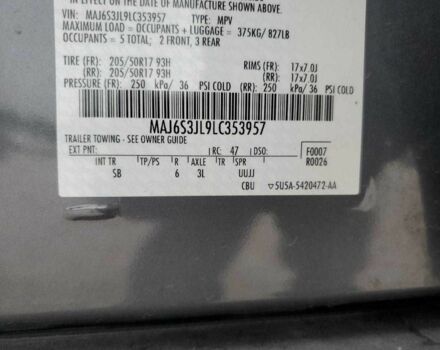 IN EFFECT ON THE DATE OF MANUFACTURE SHOWN ABOVE.
VIN: MAJ6S3JL9LC353957 TYPE: MPV
MAXIMUM LOAD = OCCUPANTS + LUGGAGE = 375KG/ 827LB
OCCUPANTS = 5 TOTAL; 2 FRONT, 3 REAR
TIRE (FR): 205/50R17 93H RIMS (FR): 17x7.0J
(RR): 205/50R17 93H (RR): 17x7.0J
PRESSURE (FR): 250 kPa/ 36 PSI COLD (RR): 250 kPa/ 36 PSI COLD
MAJ6S3JL9LC353957
TRAILER TOWING - SEE OWNER GUIDE
EXT PNT: RC: 47 DSO: F0007
R0026
INT TR TP/PS R AXLE TR SPR
SB 6 3L UUJJ
CBU 5U5A-5420472-AA